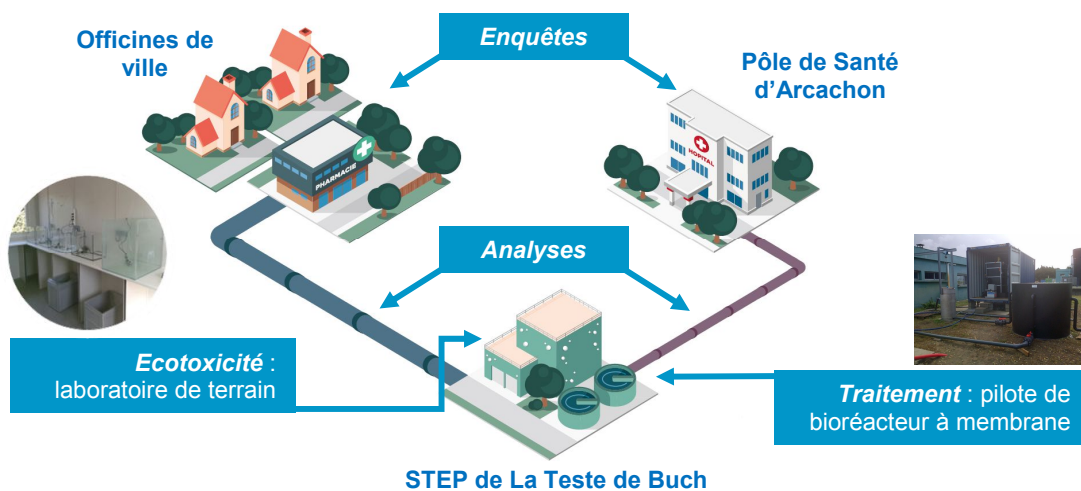 Officines de
ville
Enquêtes
Pôle de Santé
d'Arcachon
PHARMACIE
HOPITAL
Analyses
Ecotoxicité :
laboratoire de terrain
Traitement : pilote de
bioréacteur à membrane
STEP de La Teste de Buch